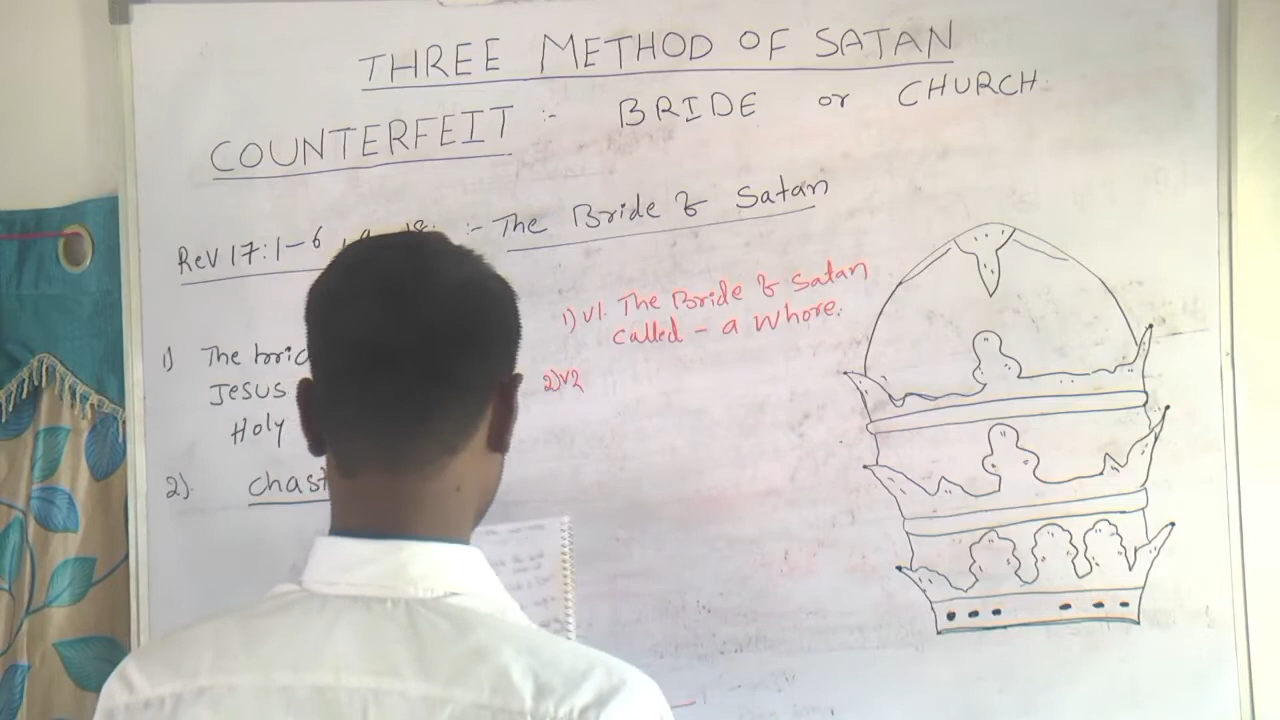 THREE METHOD OF SATAN
COUNTERFEIT :- BRIDE or CHURCH.
Rev 17:1-6 :- The Bride of Satan
1) The
Jesus
Holy
2).
1) V1. The Bride of Satan
called - a Whore.
2) V2